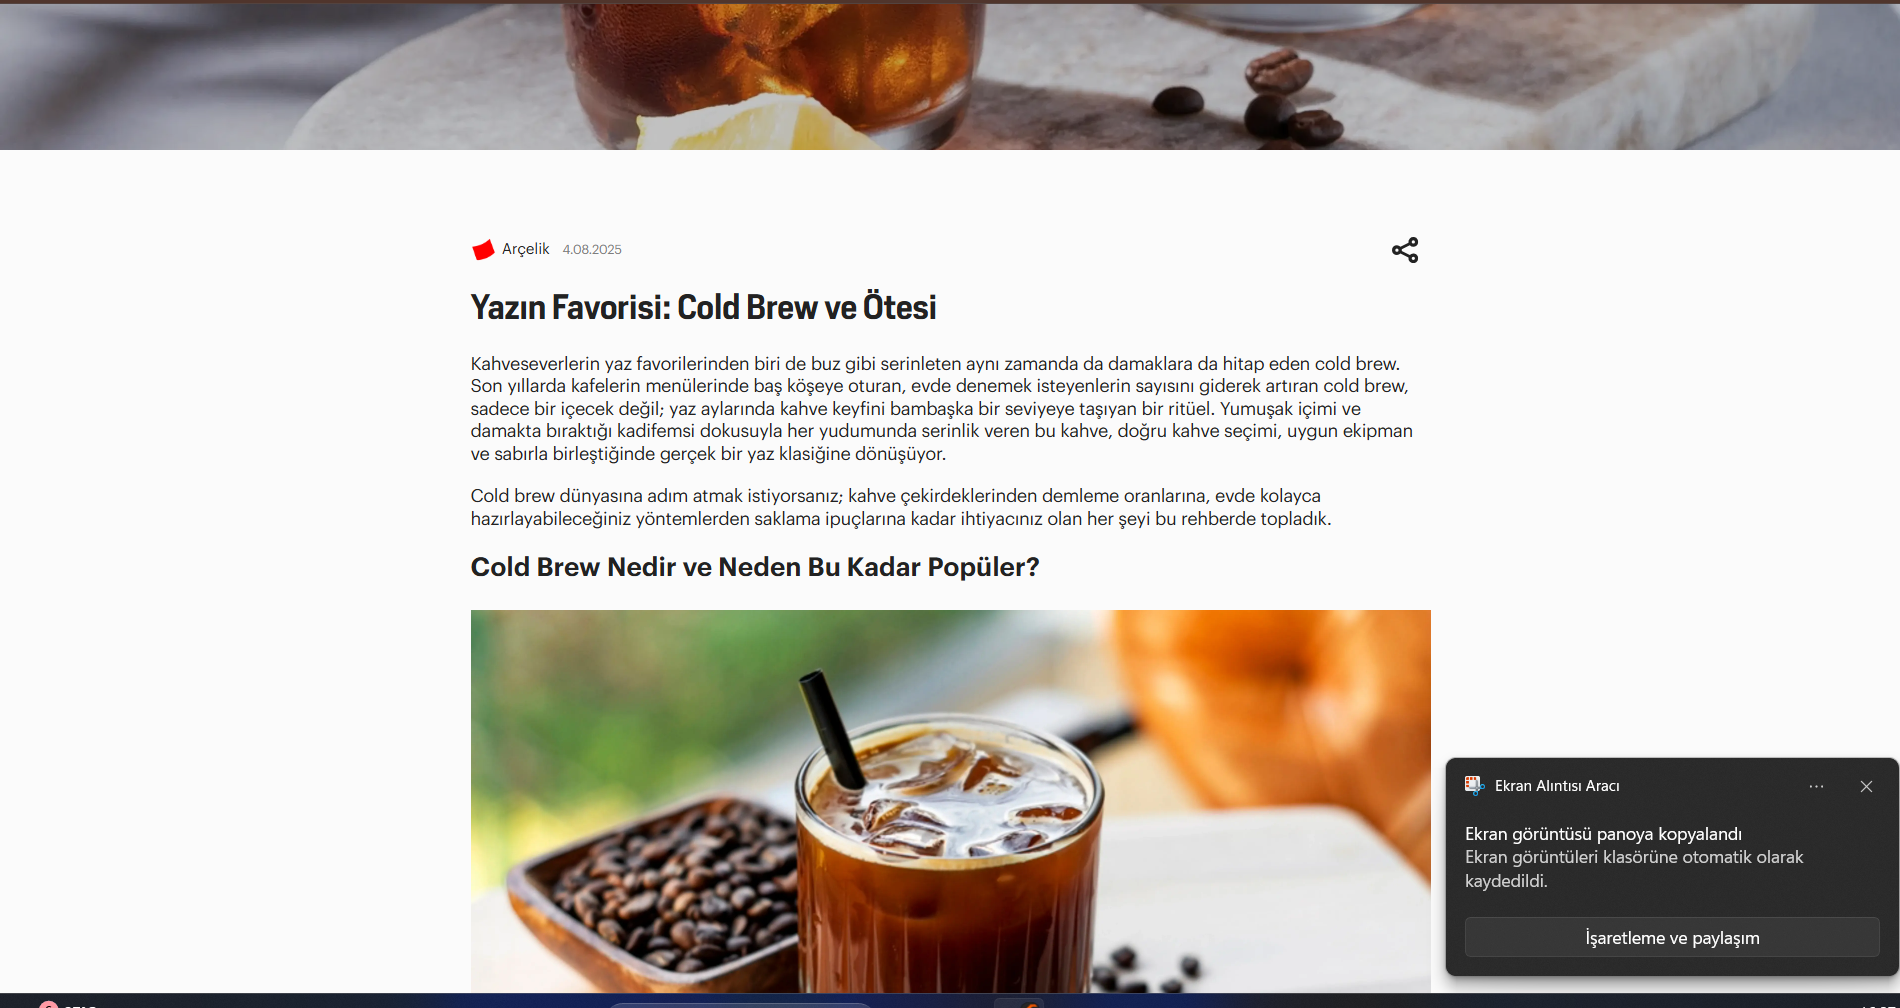 Arçelik 4.08.2025
Yazın Favorisi: Cold Brew ve Ötesi
Kahveseverlerin yaz favorilerinden biri de buz gibi serinleten aynı zamanda da damaklara da hitap eden cold brew.
Son yıllarda kafelerin menülerinde baş köşeye oturan, evde denemek isteyenlerin sayısını giderek artıran cold brew,
sadece bir içecek değil; yaz aylarında kahve keyfini bambaşka bir seviyeye taşıyan bir ritüel. Yumuşak içimi ve
damakta bıraktığı kadifemsi dokusuyla her yudumunda serinlik veren bu kahve, doğru kahve seçimi, uygun ekipman
ve sabırla birleştiğinde gerçek bir yaz klasiğine dönüşüyor.
Cold brew dünyasına adım atmak istiyorsanız; kahve çekirdeklerinden demleme oranlarına, evde kolayca
hazırlayabileceğiniz yöntemlerden saklama ipuçlarına kadar ihtiyacınız olan her şeyi bu rehberde topladık.
Cold Brew Nedir ve Neden Bu Kadar Popüler?
Ekran Alıntısı Aracı
Ekran görüntüsü panoya kopyalandı
Ekran görüntüleri klasörüne otomatik olarak
kaydedildi.
İşaretleme ve paylaşım